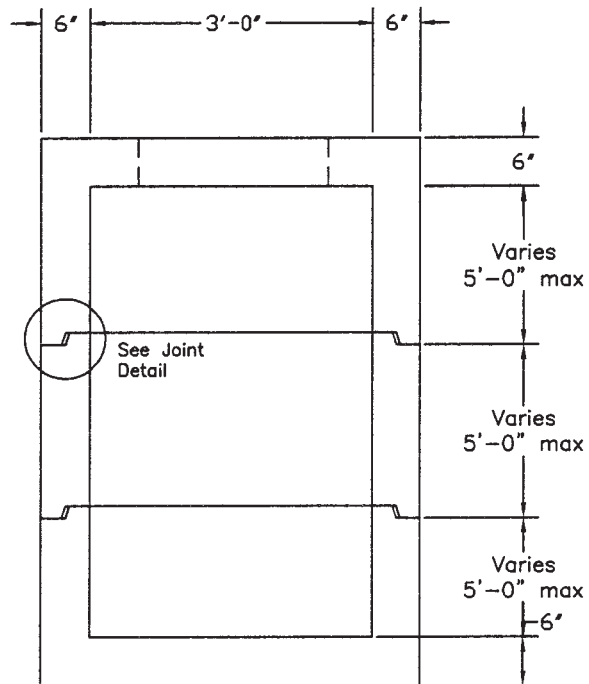 6" 3'-0" 6"
6"
Varies
5'-0" max
See Joint
Detail
Varies
5'-0" max
Varies
5'-0" max
6"